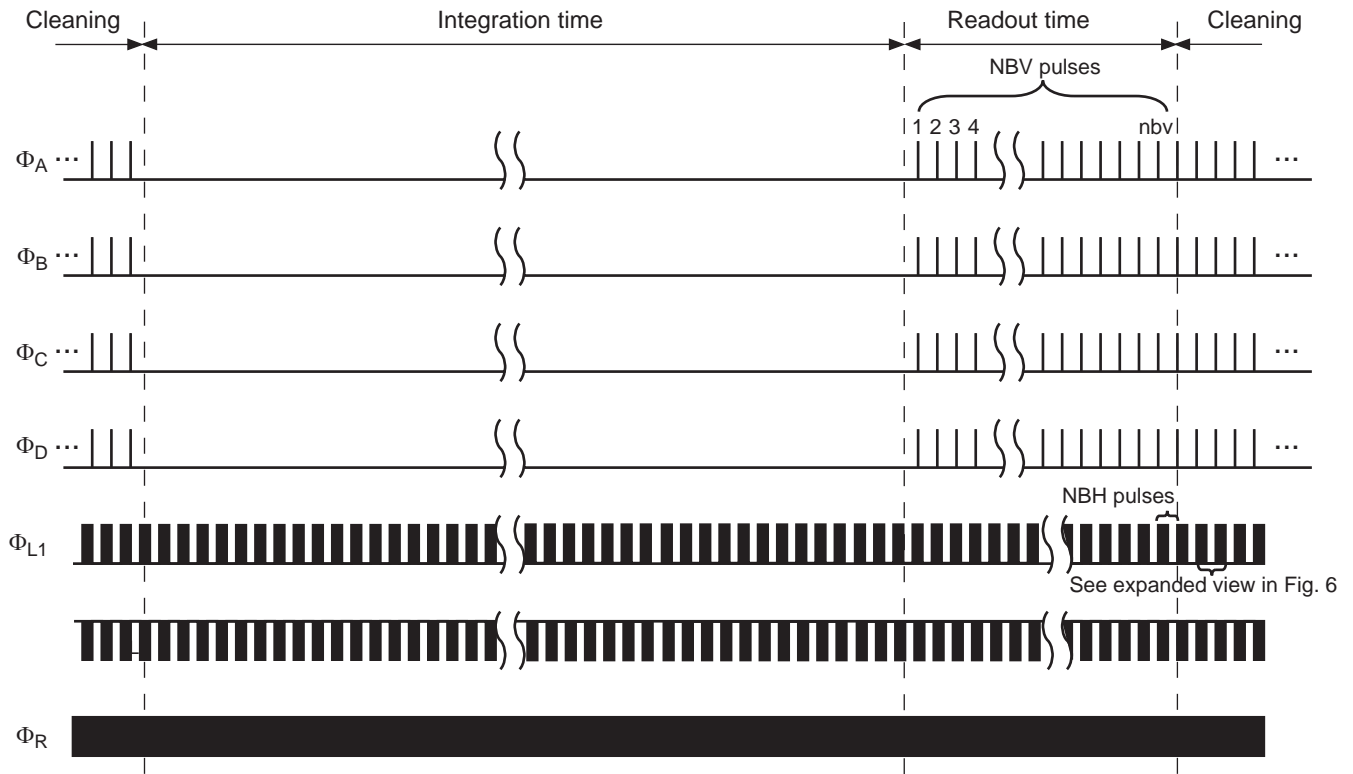 Cleaning Integration time Readout time Cleaning
NBV pulses
1 2 3 4 nbv
ΦA ... ...
ΦB ... ...
ΦC ... ...
ΦD ... ...
NBH pulses
ΦL1
See expanded view in Fig. 6
ΦR